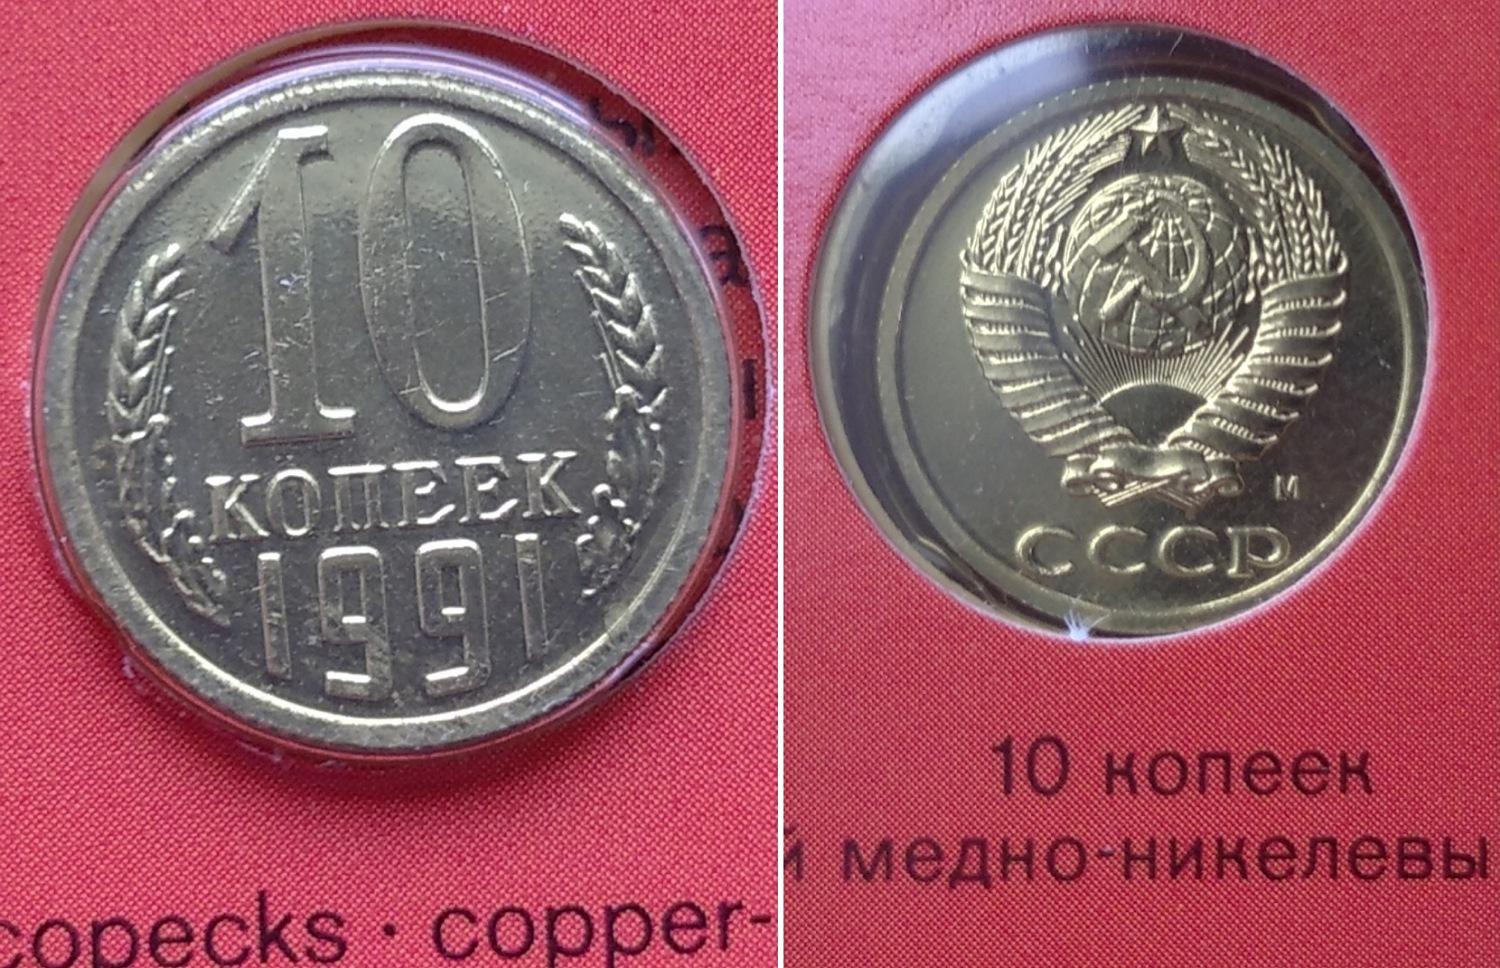 10
КОПЕЕК
1991
copecks · copper-
М
СССР
10 копеек
й медно-никелевы